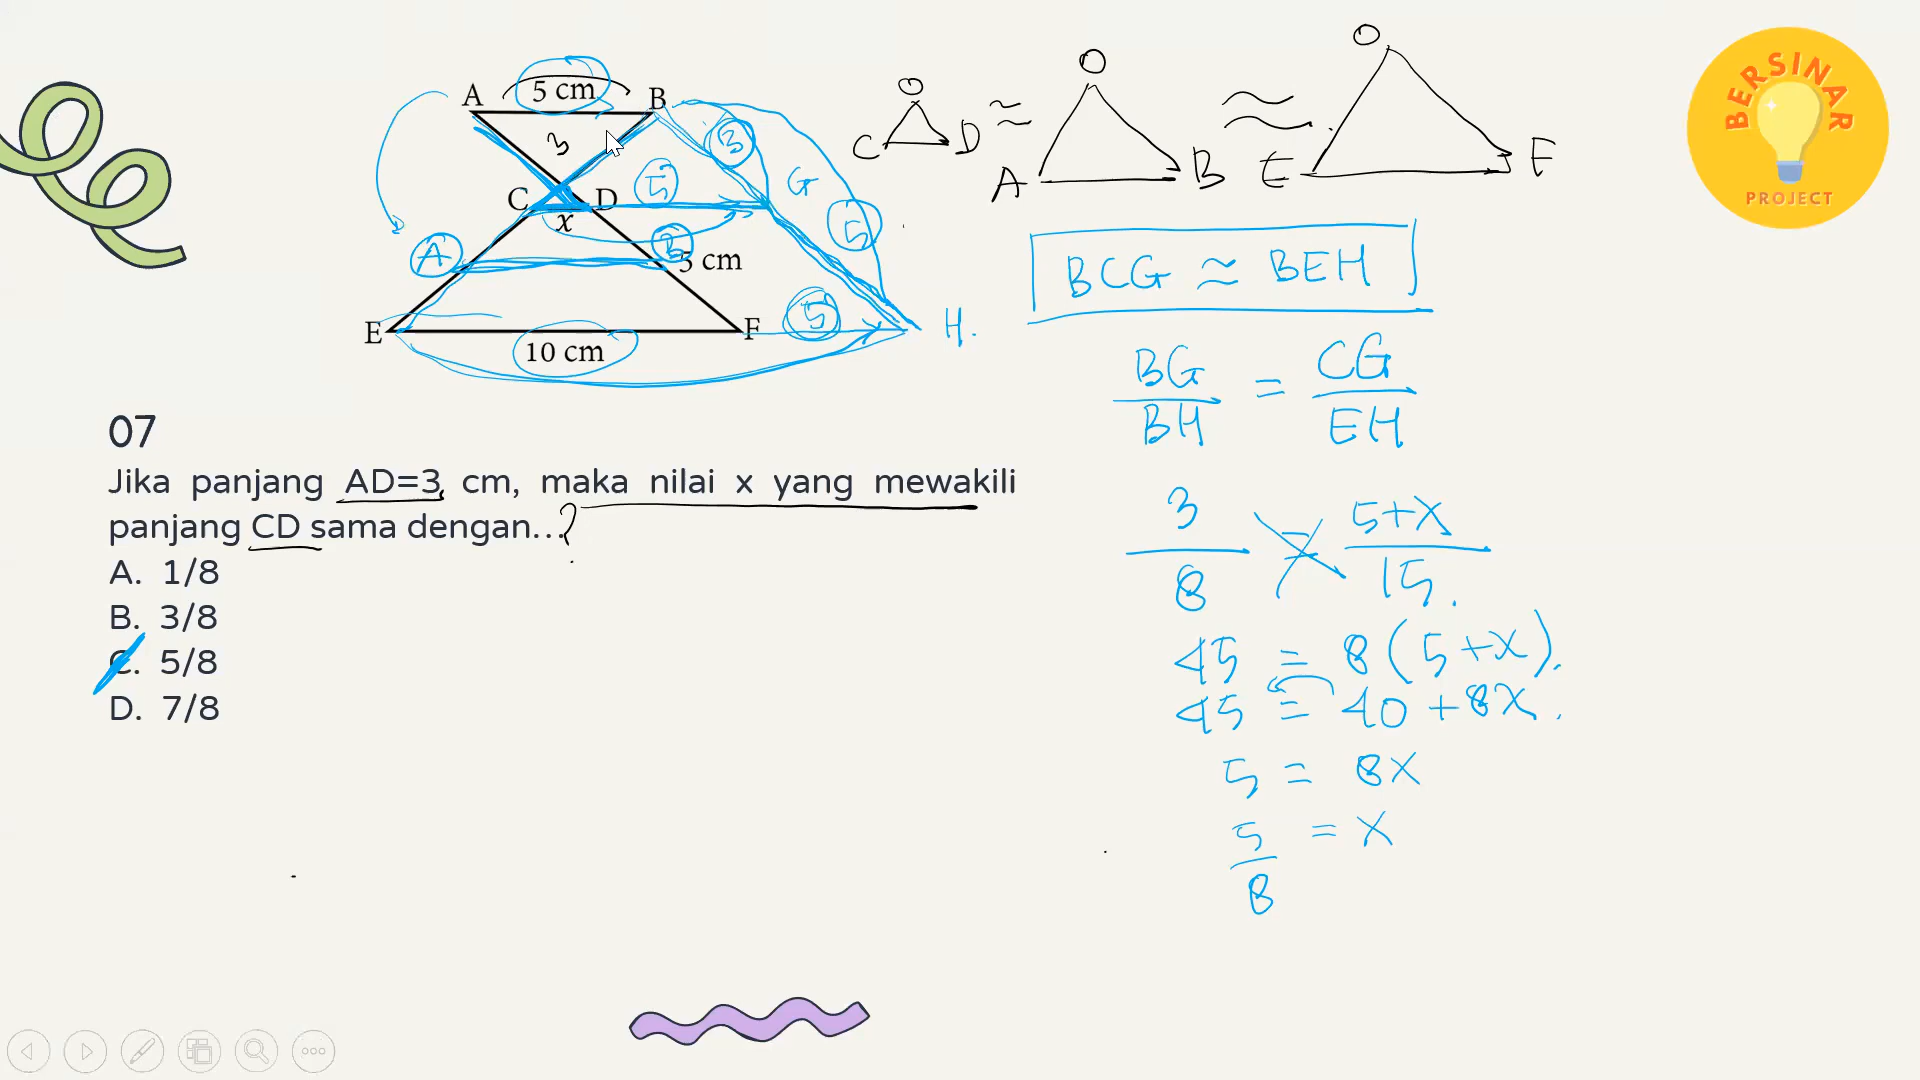 A 5 cm B
3
3
5
G
C D
x
5
A
B
5 cm
5
E F
H.
10 cm
O
C D
≈
O
A B
≈
O
E F
BERSINAR
PROJECT
BCG ≈ BEH
BG/BH = CG/EH
3/8 = 5+x/15.
45 = 8(5+x).
45 = 40 + 8x.
5 = 8x
5/8 = x
07
Jika panjang AD=3 cm, maka nilai x yang mewakili
panjang CD sama dengan...?
A. 1/8
B. 3/8
C. 5/8
D. 7/8